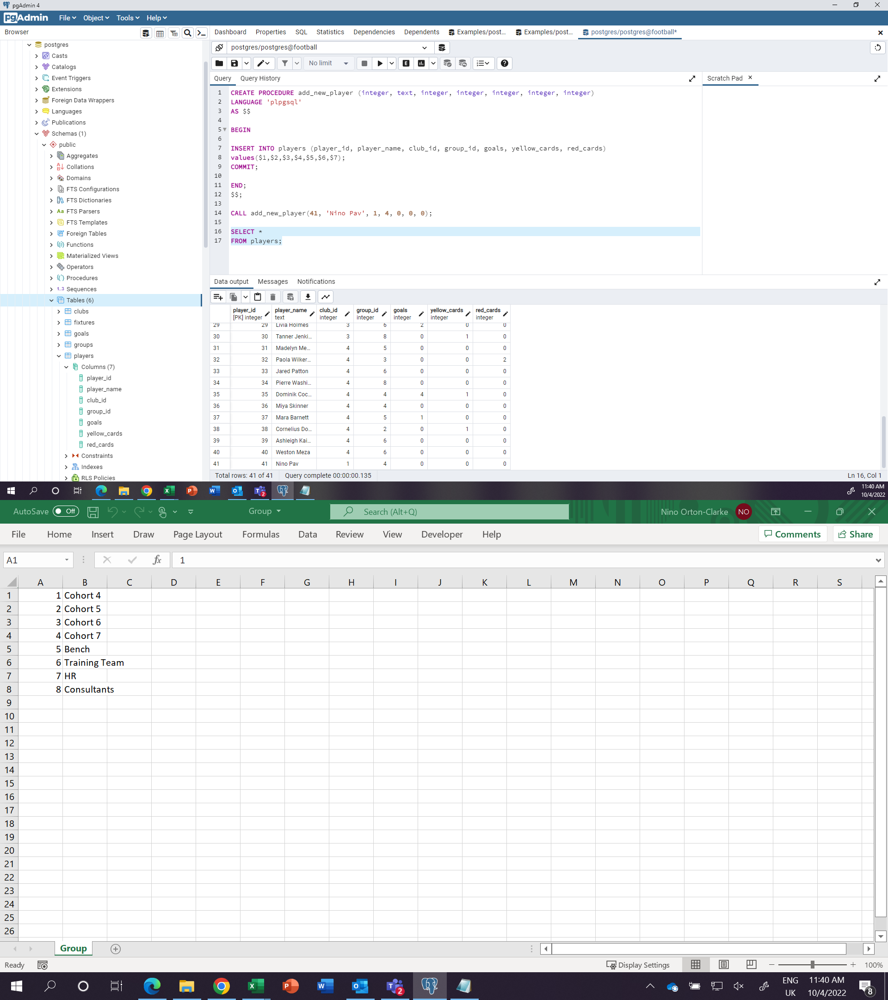 pgAdmin 4
pgAdmin File Object Tools Help
Browser
Dashboard Properties SQL Statistics Dependencies Dependents Examples/post... Examples/post... postgres/postgres@football*
postgres
Casts
Catalogs
Event Triggers
Extensions
Foreign Data Wrappers
Languages
Publications
Schemas (1)
public
Aggregates
Collations
Domains
FTS Configurations
FTS Dictionaries
FTS Parsers
FTS Templates
Foreign Tables
Functions
Materialized Views
Operators
Procedures
Sequences
Tables (6)
clubs
fixtures
goals
groups
players
Columns (7)
player_id
player_name
club_id
group_id
goals
yellow_cards
red_cards
Constraints
Indexes
RLS Policies
postgres/postgres@football
No limit
Query Query History
Scratch Pad
1 CREATE PROCEDURE add_new_player (integer, text, integer, integer, integer, integer, integer)
2 LANGUAGE 'plpgsql'
3 AS $$
4
5 BEGIN
6
7 INSERT INTO players (player_id, player_name, club_id, group_id, goals, yellow_cards, red_cards)
8 values($1,$2,$3,$4,$5,$6,$7);
9 COMMIT;
10
11 END;
12 $$;
13
14 CALL add_new_player(41, 'Nino Pav', 1, 4, 0, 0, 0);
15
16 SELECT *
17 FROM players;
Data output Messages Notifications
player_id player_name club_id group_id goals yellow_cards red_cards
[PK] integer text integer integer integer integer integer
29 29 Livia Holmes 3 6 2 0 0
30 30 Tanner Jenki... 3 8 0 1 0
31 31 Madelyn Me... 4 5 0 0 0
32 32 Paola Wilker... 4 3 0 0 2
33 33 Jared Patton 4 6 0 0 0
34 34 Pierre Washi... 4 8 0 0 0
35 35 Dominik Coc... 4 4 4 1 0
36 36 Miya Skinner 4 4 0 0 0
37 37 Mara Barnett 4 5 1 0 0
38 38 Cornelius Do... 4 2 0 1 0
39 39 Ashleigh Kai... 4 6 0 0 0
40 40 Weston Meza 4 6 0 0 0
41 41 Nino Pav 1 4 0 0 0
Total rows: 41 of 41 Query complete 00:00:00.135 Ln 16, Col 1
11:40 AM
10/4/2022
AutoSave Off Group Search (Alt+Q) Nino Orton-Clarke NO
File Home Insert Draw Page Layout Formulas Data Review View Developer Help Comments Share
A1 fx 1
A B C D E F G H I J K L M N O P Q R S
1 1 Cohort 4
2 2 Cohort 5
3 3 Cohort 6
4 4 Cohort 7
5 5 Bench
6 6 Training Team
7 7 HR
8 8 Consultants
9
10
11
12
13
14
15
16
17
18
19
20
21
22
23
24
25
26
Group
Ready Display Settings 100%
ENG 11:40 AM
UK 10/4/2022 8